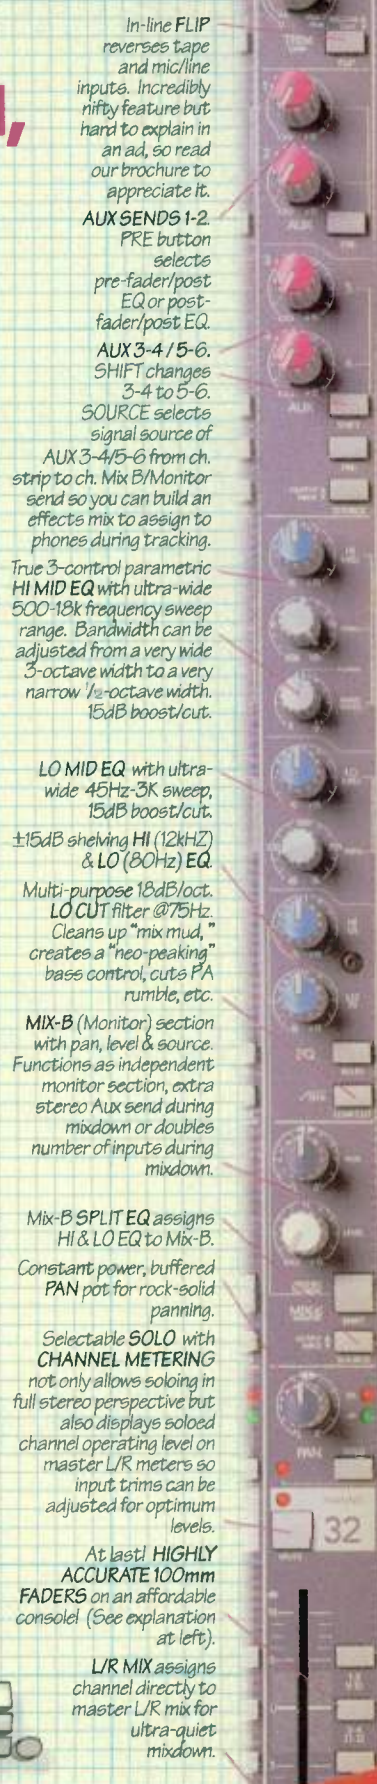 In-line FLIP
reverses tape
and mic/line
inputs. Incredibly
nifty feature but
hard to explain in
an ad, so read
our brochure to
appreciate it.
AUX SENDS 1-2.
PRE button
selects
pre-fader/post
EQ or post-
fader/post EQ.
AUX 3-4 / 5-6.
SHIFT changes
3-4 to 5-6.
SOURCE selects
signal source of
AUX 3-4/5-6 from ch.
strip to ch. Mix B/Monitor
send so you can build an
effects mix to assign to
phones during tracking.
True 3-control parametric
HI MID EQ with ultra-wide
500-18k frequency sweep
range. Bandwidth can be
adjusted from a very wide
3-octave width to a very
narrow 1/2-octave width.
15dB boost/cut.
LO MID EQ with ultra-
wide 45Hz-3K sweep,
15dB boost/cut.
±15dB shelving HI (12kHZ)
& LO (80Hz) EQ.
Multi-purpose 18dB/oct.
LO CUT filter @75Hz.
Cleans up "mix mud,"
creates a "neo-peaking"
bass control, cuts PA
rumble, etc.
MIX-B (Monitor) section
with pan, level & source.
Functions as independent
monitor section, extra
stereo Aux send during
mixdown or doubles
number of inputs during
mixdown.
Mix-B SPLIT EQ assigns
HI & LO EQ to Mix-B.
Constant power, buffered
PAN pot for rock-solid
panning.
Selectable SOLO with
CHANNEL METERING
not only allows soloing in
full stereo perspective but
also displays soloed
channel operating level on
master L/R meters so
input trims can be
adjusted for optimum
levels.
At last! HIGHLY
ACCURATE 100mm
FADERS on an affordable
console! (See explanation
at left).
L/R MIX assigns
channel directly to
master L/R mix for
ultra-quiet
mixdown.
TRIM
AUX
AUX
EQ
MIX-B
PAN
32
MUTE